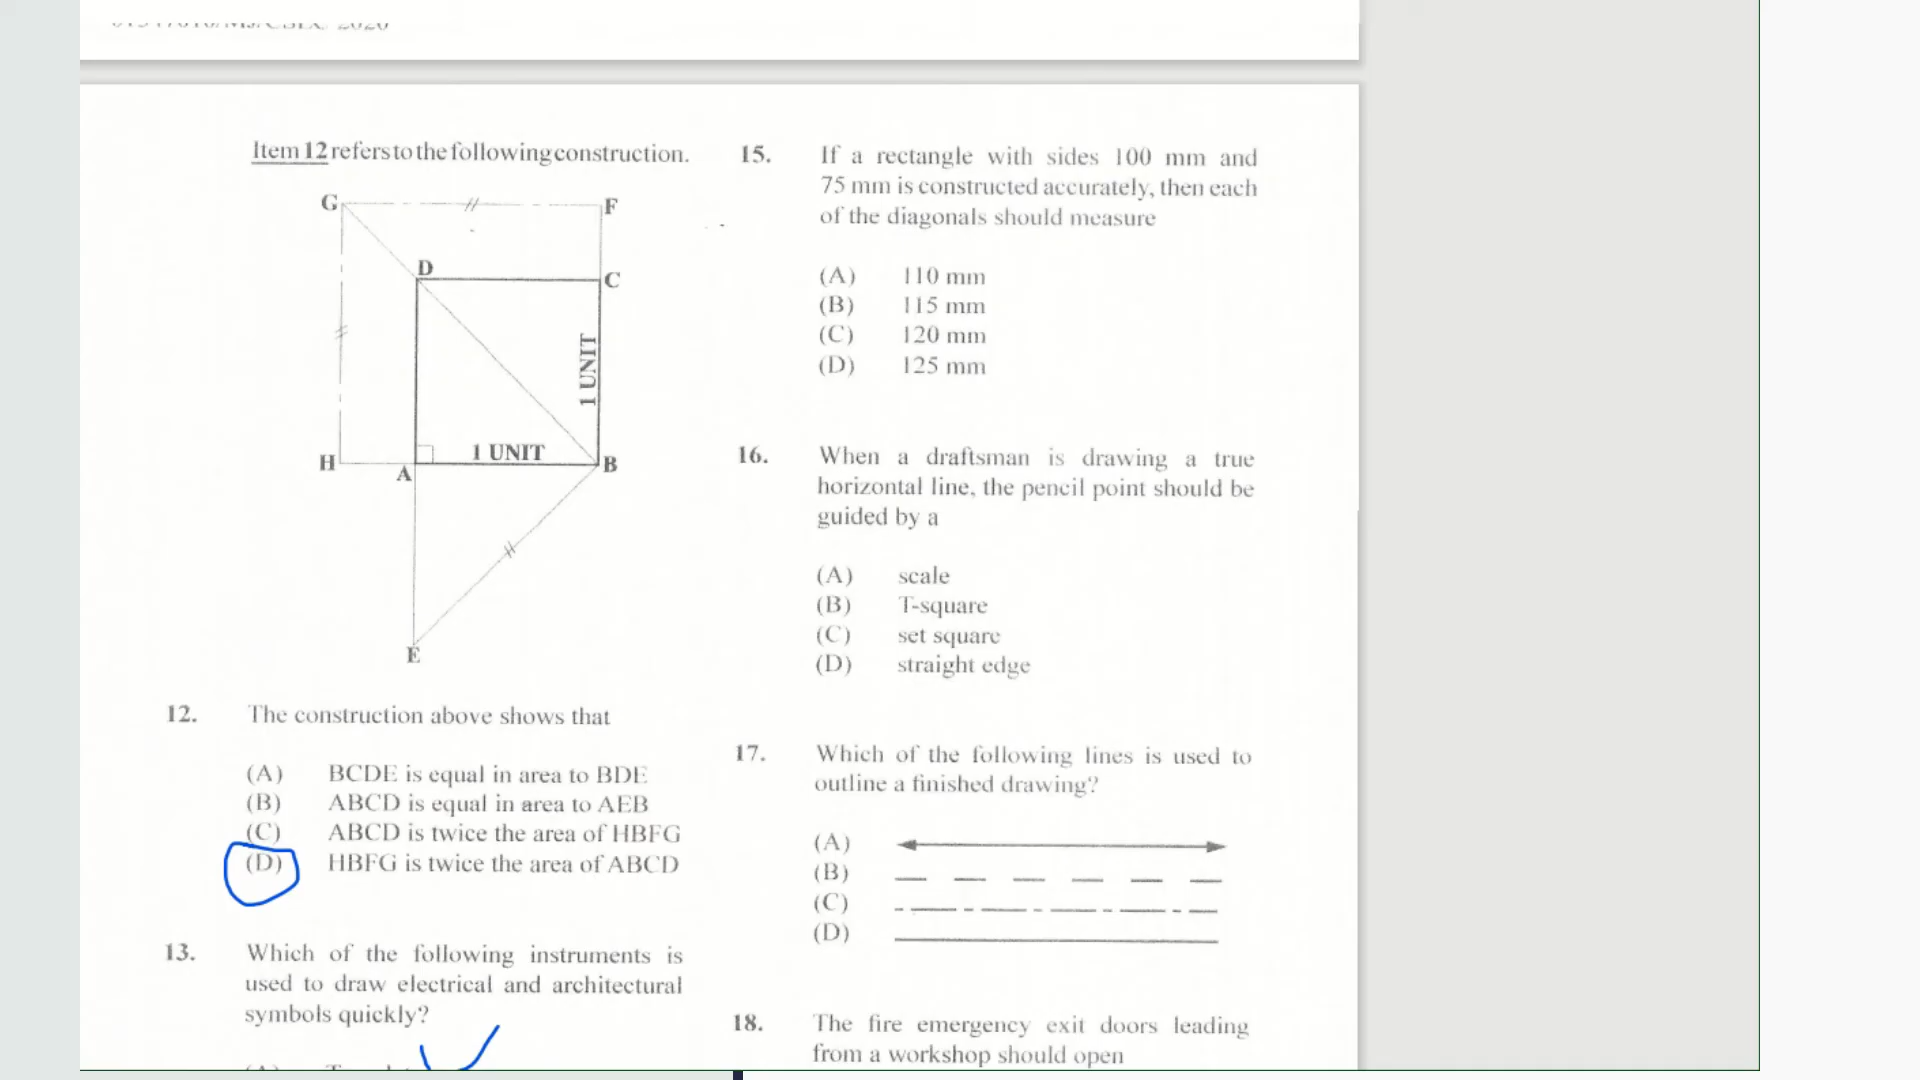 Item 12 refers to the following construction.
G
F
D
C
1 UNIT
1 UNIT
H
A
B
E
12. The construction above shows that
(A) BCDE is equal in area to BDE
(B) ABCD is equal in area to AEB
(C) ABCD is twice the area of HBFG
(D) HBFG is twice the area of ABCD
13. Which of the following instruments is
used to draw electrical and architectural
symbols quickly?
15. If a rectangle with sides 100 mm and
75 mm is constructed accurately, then each
of the diagonals should measure
(A) 110 mm
(B) 115 mm
(C) 120 mm
(D) 125 mm
16. When a draftsman is drawing a true
horizontal line, the pencil point should be
guided by a
(A) scale
(B) T-square
(C) set square
(D) straight edge
17. Which of the following lines is used to
outline a finished drawing?
(A)
(B)
(C)
(D)
18. The fire emergency exit doors leading
from a workshop should open